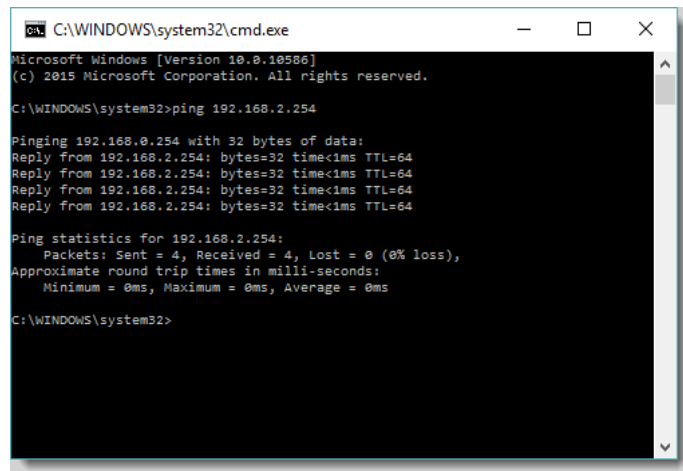 C:\WINDOWS\system32\cmd.exe
Microsoft Windows [Version 10.0.10586]
(c) 2015 Microsoft Corporation. All rights reserved.
C:\WINDOWS\system32>ping 192.168.2.254
Pinging 192.168.0.254 with 32 bytes of data:
Reply from 192.168.2.254: bytes=32 time<1ms TTL=64
Reply from 192.168.2.254: bytes=32 time<1ms TTL=64
Reply from 192.168.2.254: bytes=32 time<1ms TTL=64
Reply from 192.168.2.254: bytes=32 time<1ms TTL=64
Ping statistics for 192.168.2.254:
Packets: Sent = 4, Received = 4, Lost = 0 (0% loss),
Approximate round trip times in milli-seconds:
Minimum = 0ms, Maximum = 0ms, Average = 0ms
C:\WINDOWS\system32>